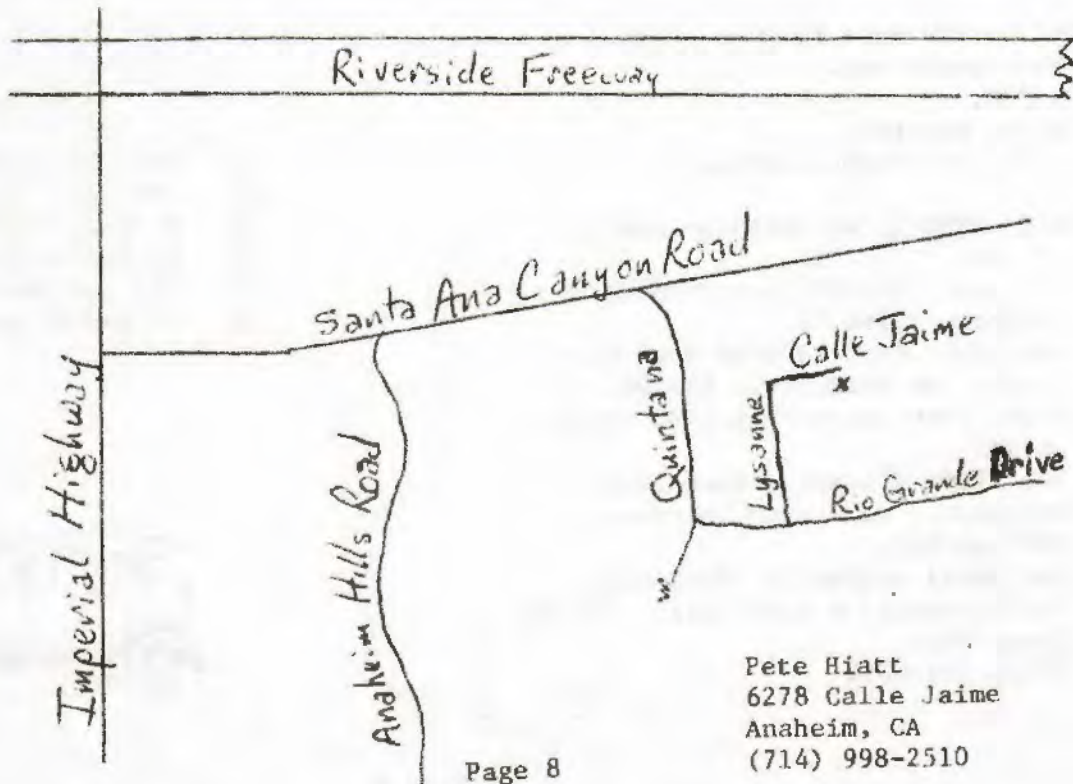 Riverside Freeway
Santa Ana Canyon Road
Calle Jaime
x
Imperial Highway
Anaheim Hills Road
Quintana
Lysanne
Rio Grande Drive
Pete Hiatt
6278 Calle Jaime
Anaheim, CA
(714) 998-2510
Page 8